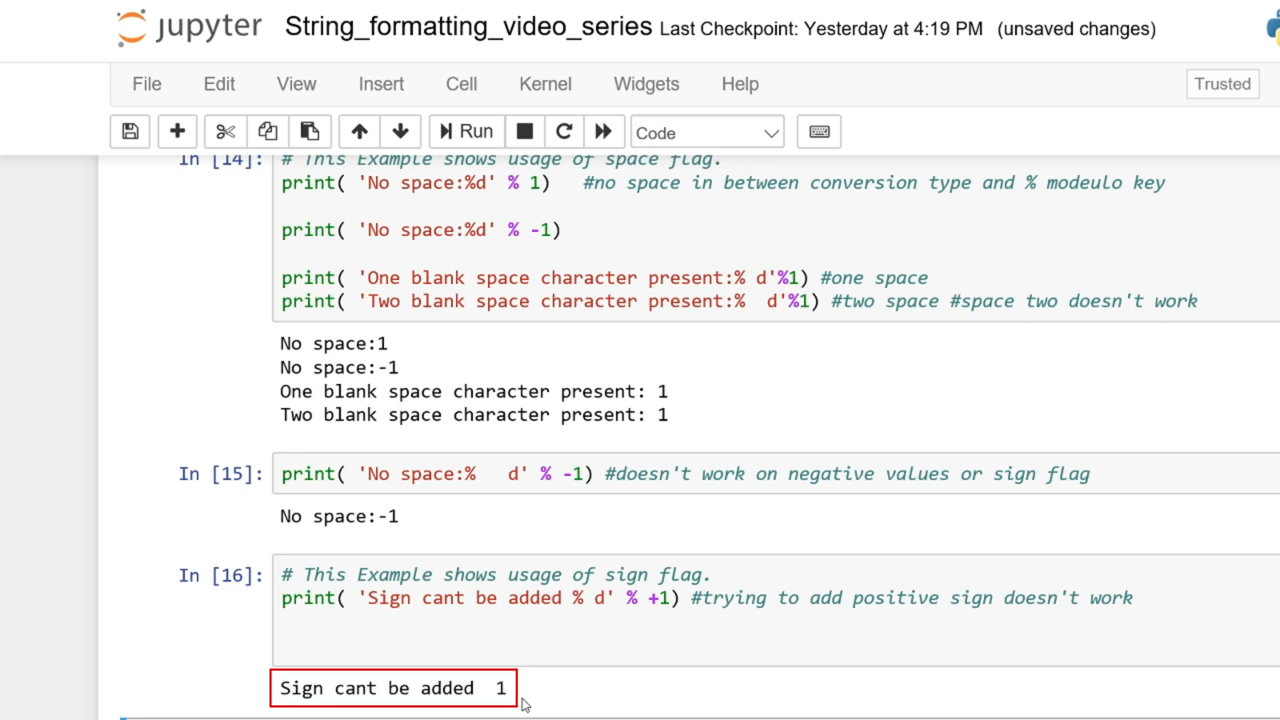 jupyter String_formatting_video_series Last Checkpoint: Yesterday at 4:19 PM (unsaved changes)
File Edit View Insert Cell Kernel Widgets Help Trusted
Run Code
In [14]: # This Example shows usage of space flag.
print( 'No space:%d' % 1)   #no space in between conversion type and % modeulo key
print( 'No space:%d' % -1)
print( 'One blank space character present:% d'%1) #one space
print( 'Two blank space character present:%  d'%1) #two space #space two doesn't work
No space:1
No space:-1
One blank space character present: 1
Two blank space character present: 1
In [15]: print( 'No space:%   d' % -1) #doesn't work on negative values or sign flag
No space:-1
In [16]: # This Example shows usage of sign flag.
print( 'Sign cant be added % d' % +1) #trying to add positive sign doesn't work
Sign cant be added  1